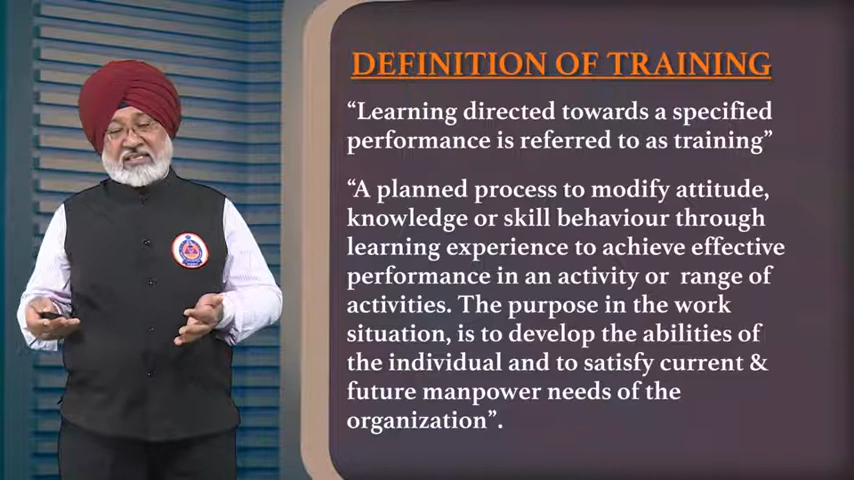 DEFINITION OF TRAINING
“Learning directed towards a specified
performance is referred to as training”
“A planned process to modify attitude,
knowledge or skill behaviour through
learning experience to achieve effective
performance in an activity or range of
activities. The purpose in the work
situation, is to develop the abilities of
the individual and to satisfy current &
future manpower needs of the
organization”.